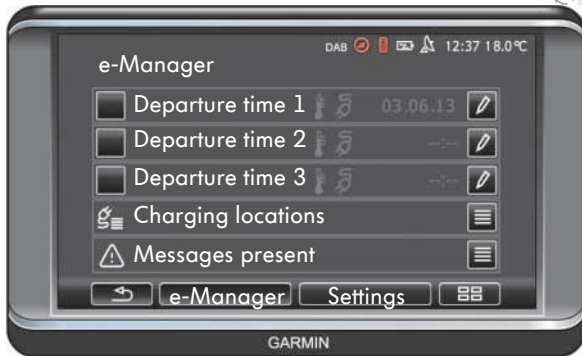 DAB 12:37 18.0°C
e-Manager
Departure time 1 03.06.13
Departure time 2 --:--
Departure time 3 --:--
Charging locations
Messages present
e-Manager Settings
GARMIN